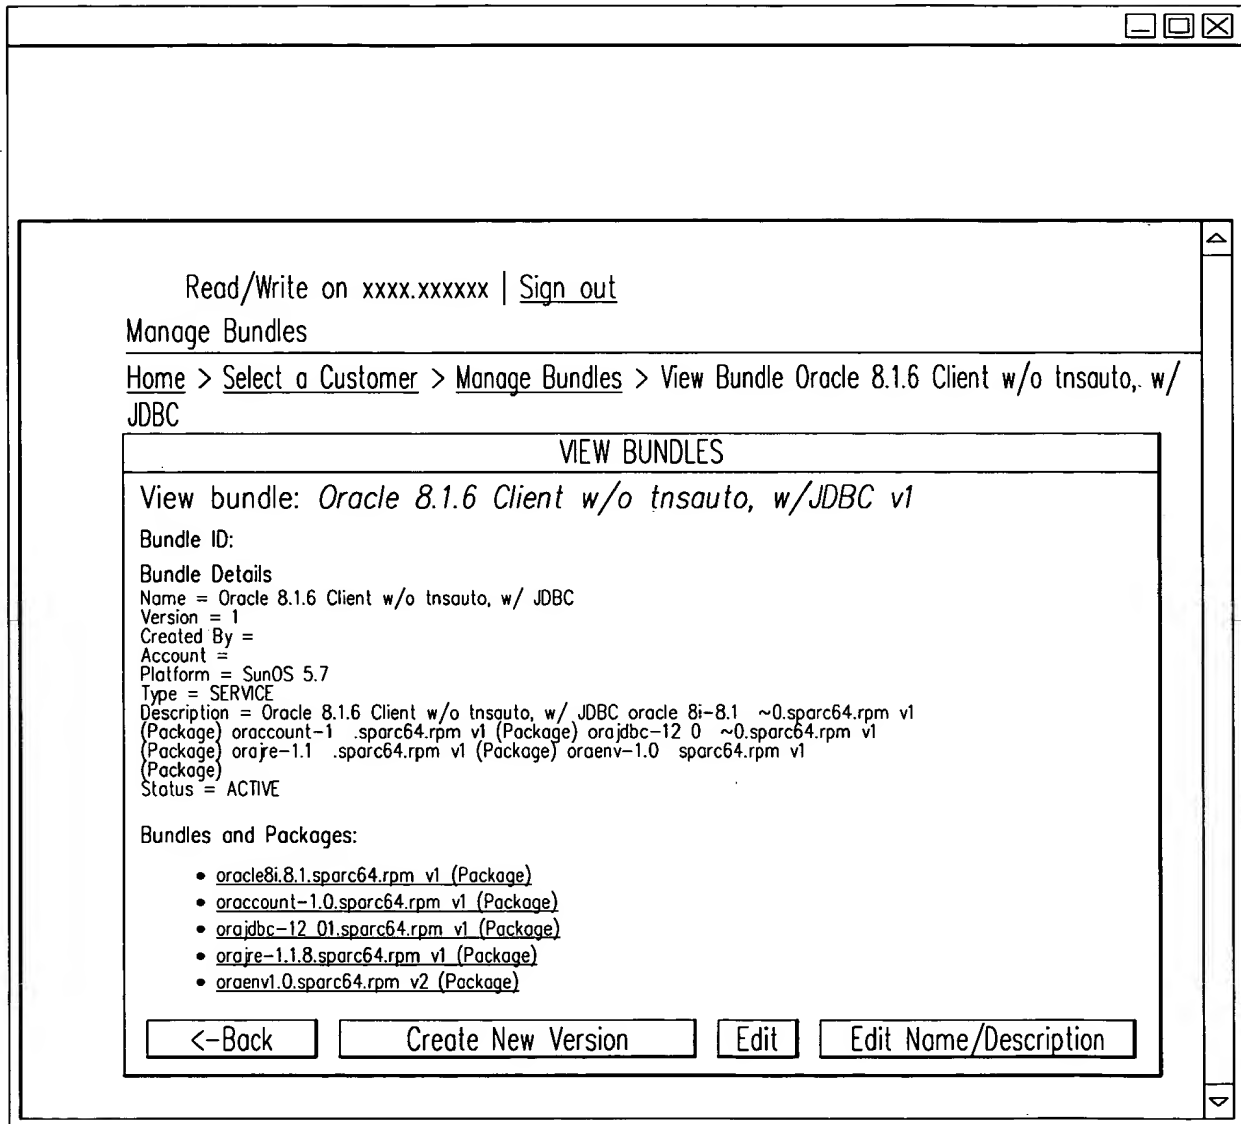 Read/Write on xxxx.xxxxxx | Sign out
Manage Bundles
Home > Select a Customer > Manage Bundles > View Bundle Oracle 8.1.6 Client w/o tnsauto, w/
JDBC
VIEW BUNDLES
View bundle: Oracle 8.1.6 Client w/o tnsauto, w/JDBC v1
Bundle ID:
Bundle Details
Name = Oracle 8.1.6 Client w/o tnsauto, w/ JDBC
Version = 1
Created By =
Account =
Platform = SunOS 5.7
Type = SERVICE
Description = Oracle 8.1.6 Client w/o tnsauto, w/ JDBC oracle 8i-8.1 ~0.sparc64.rpm v1
(Package) oraccount-1 .sparc64.rpm v1 (Package) orajdbc-12 0 ~0.sparc64.rpm v1
(Package) orajre-1.1 .sparc64.rpm v1 (Package) oraenv-1.0 sparc64.rpm v1
(Package)
Status = ACTIVE
Bundles and Packages:
• oracle8i.8.1.sparc64.rpm v1 (Package)
• oraccount-1.0.sparc64.rpm v1 (Package)
• orajdbc-12 01.sparc64.rpm v1 (Package)
• orajre-1.1.8.sparc64.rpm v1 (Package)
• oraenv1.0.sparc64.rpm v2 (Package)
<-Back Create New Version Edit Edit Name/Description